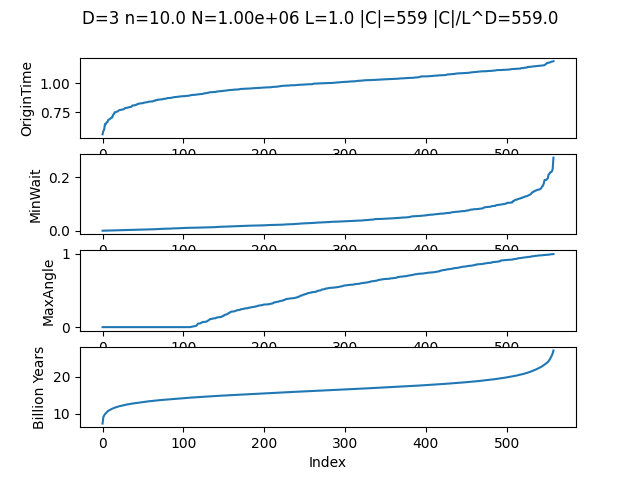 D=3 n=10.0 N=1.00e+06 L=1.0 |C|=559 |C|/L^D=559.0
OriginTime
1.00
0.75
0 100 200 300 400 500
MinWait
0.2
0.0
0 100 200 300 400 500
MaxAngle
1
0
0 100 200 300 400 500
Billion Years
20
10
0 100 200 300 400 500
Index